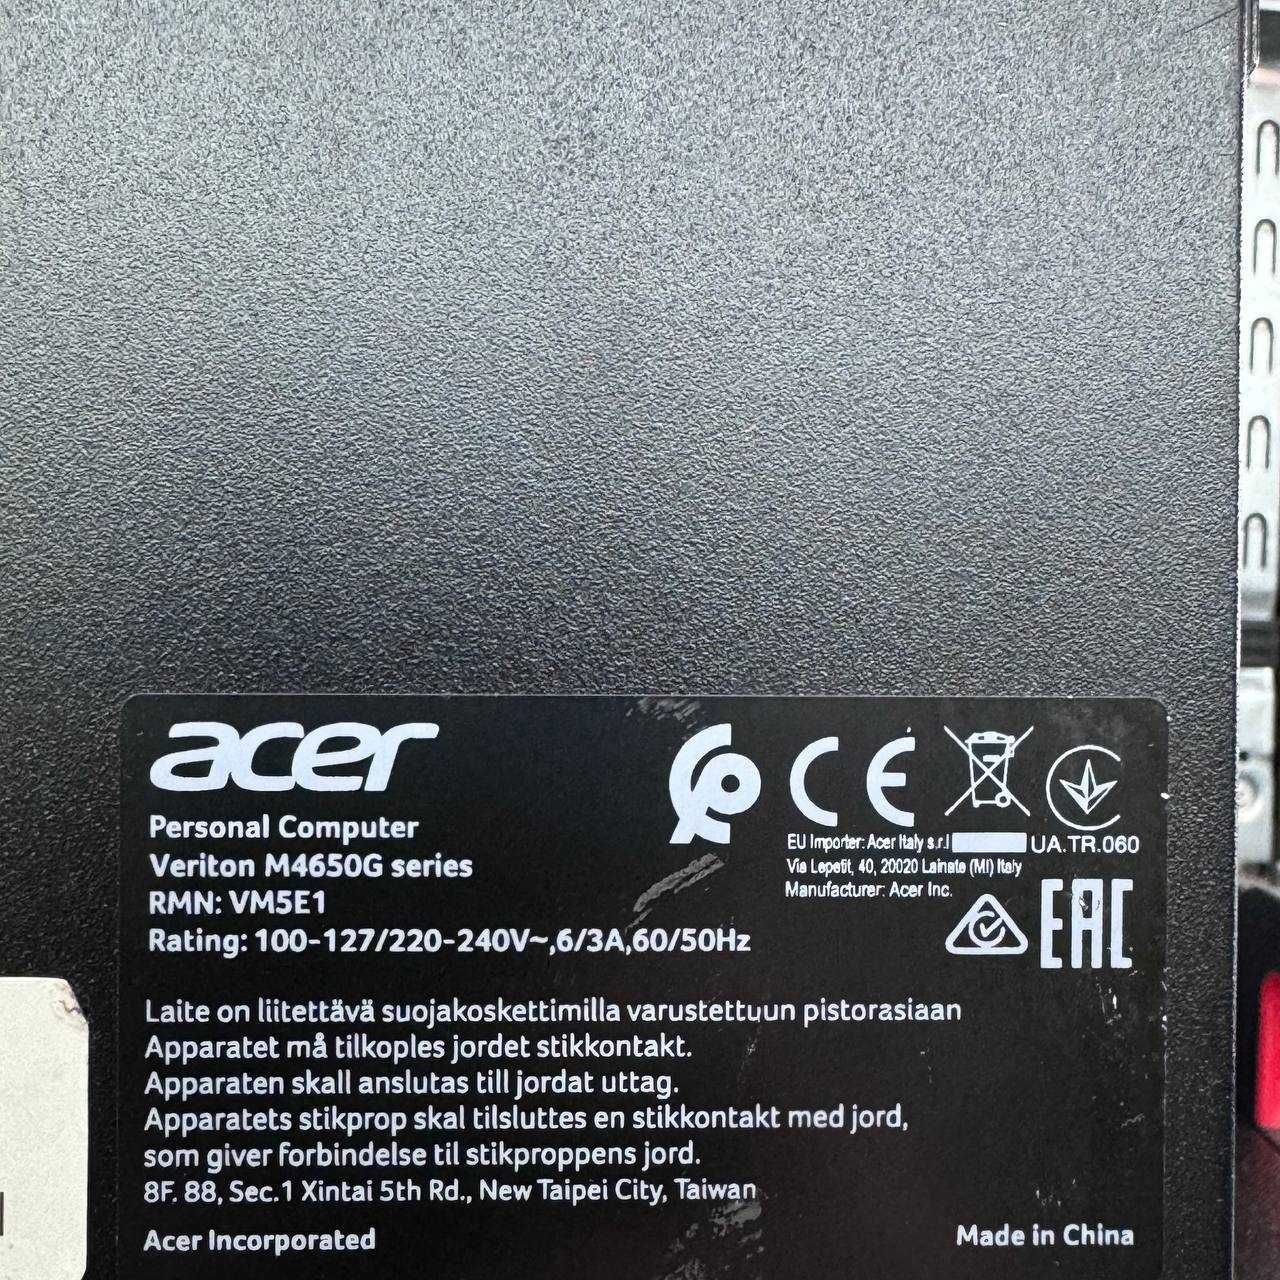 acer
Personal Computer
Veriton M4650G series
RMN: VM5E1
Rating: 100-127/220-240V~,6/3A,60/50Hz
CE
EU Importer: Acer Italy s.r.l
UA.TR.060
Via Lepetit, 40, 20020 Lainate (MI) Italy
Manufacturer: Acer Inc.
EAC
Laite on liitettävä suojakoskettimilla varustettuun pistorasiaan
Apparatet må tilkoples jordet stikkontakt.
Apparaten skall anslutas till jordat uttag.
Apparatets stikprop skal tilsluttes en stikkontakt med jord,
som giver forbindelse til stikproppens jord.
8F. 88, Sec.1 Xintai 5th Rd., New Taipei City, Taiwan
Acer Incorporated
Made in China